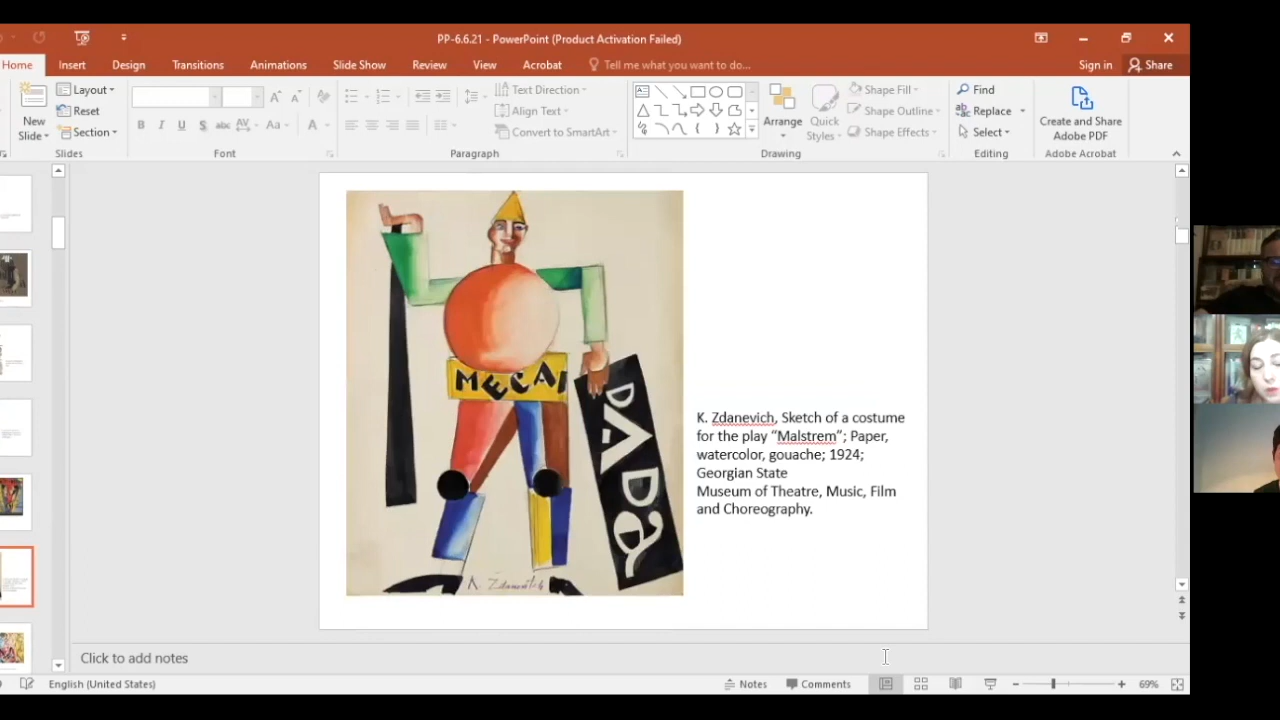 PP-6.6.21 - PowerPoint (Product Activation Failed)
Home Insert Design Transitions Animations Slide Show Review View Acrobat Tell me what you want to do... Sign in Share
New Slide
Layout
Reset
Section
Slides
B I U S abc AV Aa A
Font
Text Direction
Align Text
Convert to SmartArt
Paragraph
Arrange
Quick Styles
Shape Fill
Shape Outline
Shape Effects
Drawing
Find
Replace
Select
Editing
Create and Share
Adobe PDF
Adobe Acrobat
MECAI
DADa
K. Zdanevitch
K. Zdanevich, Sketch of a costume
for the play “Malstrem”; Paper,
watercolor, gouache; 1924;
Georgian State
Museum of Theatre, Music, Film
and Choreography.
Click to add notes
English (United States) Notes Comments 69%